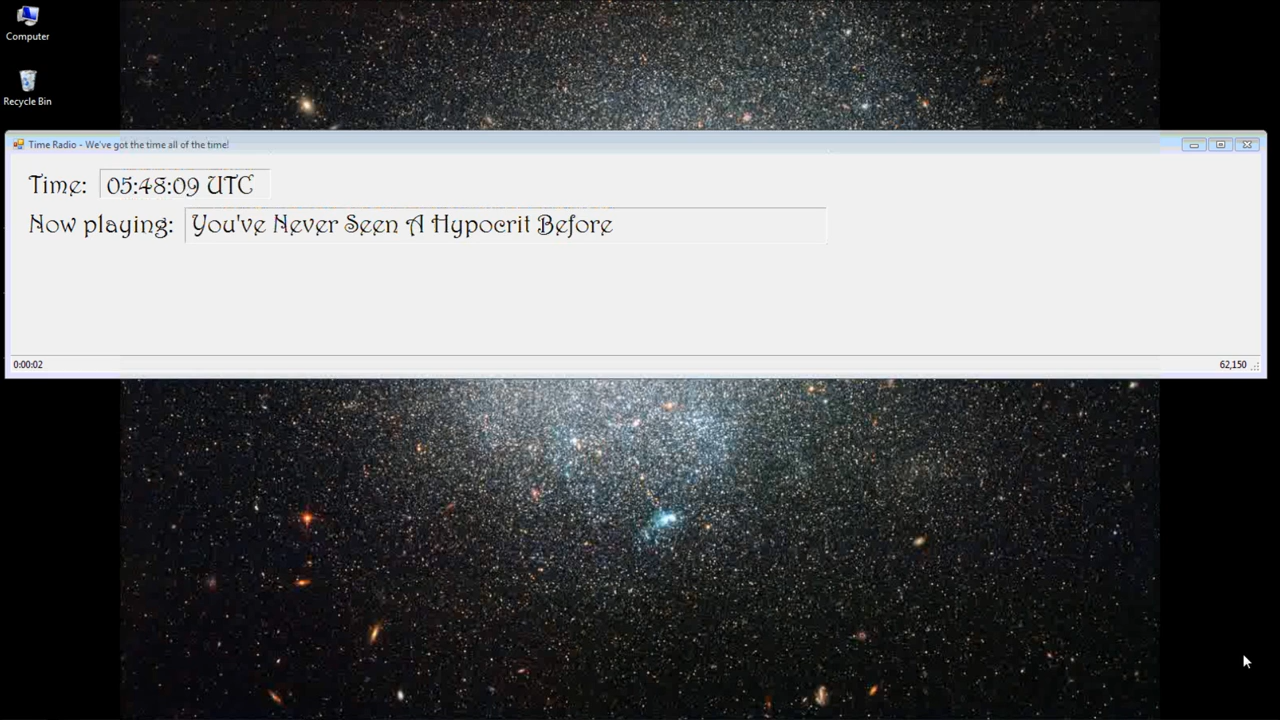 Computer
Recycle Bin
Time Radio - We've got the time all of the time!
Time: 05:48:09 UTC
Now playing: You've Never Seen A Hypocrit Before
0:00:02 62,150